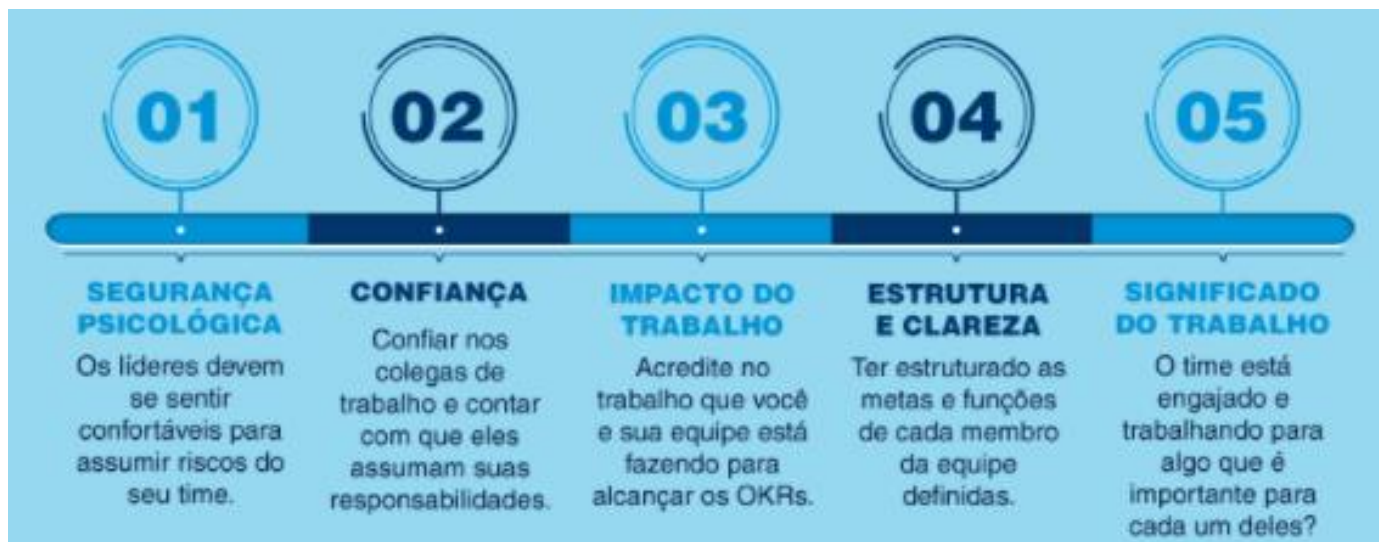 01
SEGURANÇA
PSICOLÓGICA
Os líderes devem
se sentir
confortáveis para
assumir riscos do
seu time.
02
CONFIANÇA
Confiar nos
colegas de
trabalho e contar
com que eles
assumam suas
responsabilidades.
03
IMPACTO DO
TRABALHO
Acredite no
trabalho que você
e sua equipe está
fazendo para
alcançar os OKRs.
04
ESTRUTURA
E CLAREZA
Ter estruturado as
metas e funções
de cada membro
da equipe
definidas.
05
SIGNIFICADO
DO TRABALHO
O time está
engajado e
trabalhando para
algo que é
importante para
cada um deles?